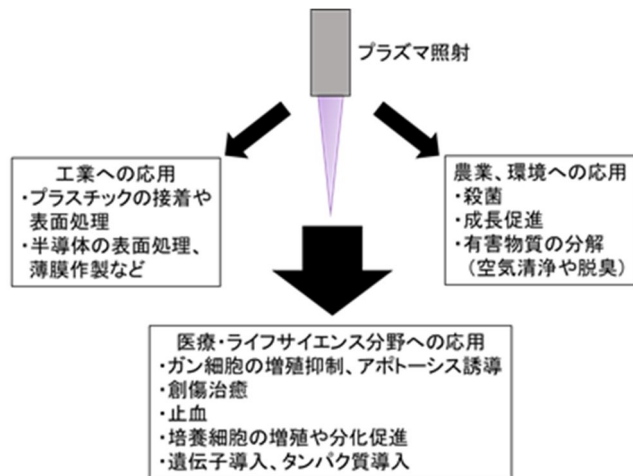 プラズマ照射
工業への応用
・プラスチックの接着や
表面処理
・半導体の表面処理、
薄膜作製など
農業、環境への応用
・殺菌
・成長促進
・有害物質の分解
(空気清浄や脱臭)
医療・ライフサイエンス分野への応用
・ガン細胞の増殖抑制、アポトーシス誘導
・創傷治癒
・止血
・培養細胞の増殖や分化促進
・遺伝子導入、タンパク質導入